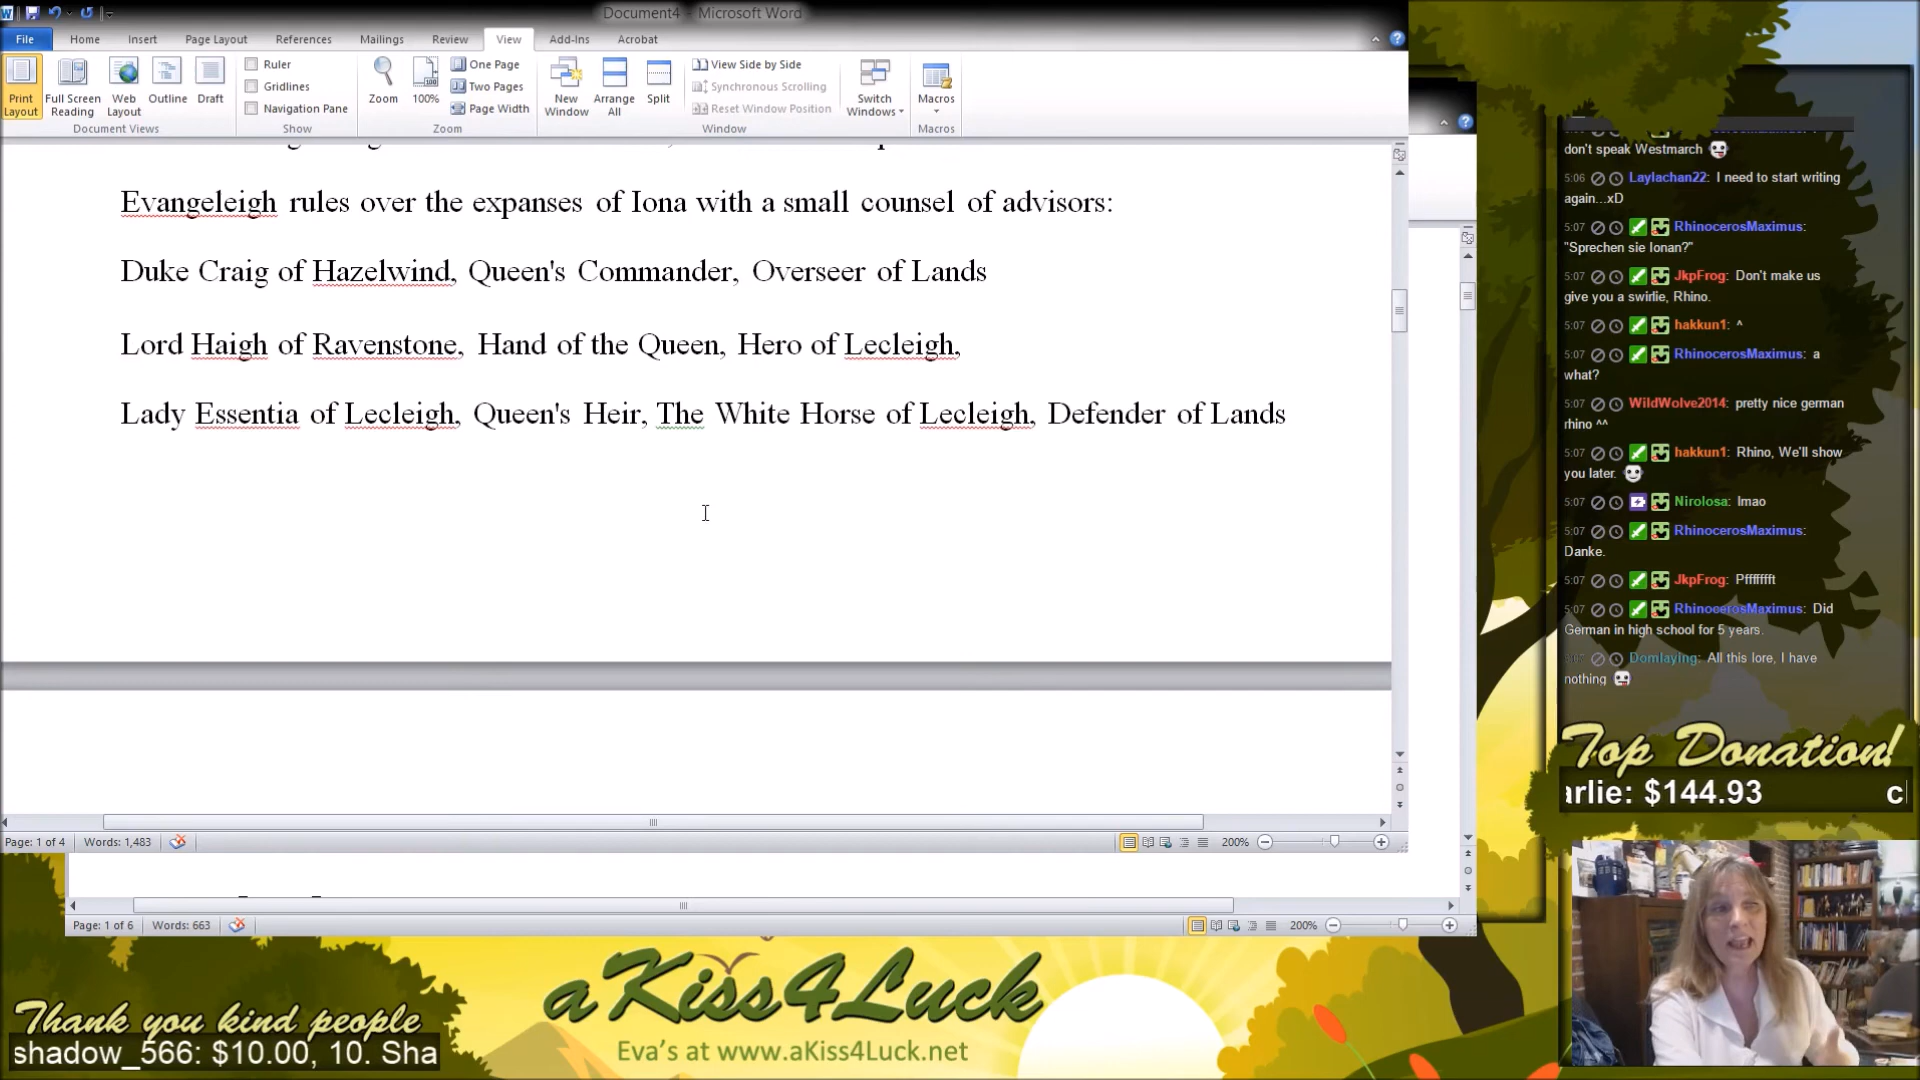 Document4 - Microsoft Word
File Home Insert Page Layout References Mailings Review View Add-Ins Acrobat
Print Layout
Full Screen Reading
Web Layout
Outline
Draft
Document Views
Ruler
Gridlines
Navigation Pane
Show
Zoom
100%
One Page
Two Pages
Page Width
Zoom
New Window
Arrange All
Split
View Side by Side
Synchronous Scrolling
Reset Window Position
Window
Switch Windows
Macros
Macros
Evangeleigh rules over the expanses of Iona with a small counsel of advisors:
Duke Craig of Hazelwind, Queen's Commander, Overseer of Lands
Lord Haigh of Ravenstone, Hand of the Queen, Hero of Lecleigh,
Lady Essentia of Lecleigh, Queen's Heir, The White Horse of Lecleigh, Defender of Lands
Page: 1 of 4 Words: 1,483 200%
Page: 1 of 6 Words: 663 200%
don't speak Westmarch
5:06 Laylachan22: I need to start writing
again...xD
5:07 RhinocerosMaximus:
"Sprechen sie Ionan?"
5:07 JkpFrog: Don't make us
give you a swirlie, Rhino.
5:07 hakkun1: ^
5:07 RhinocerosMaximus: a
what?
5:07 WildWolve2014: pretty nice german
rhino ^^
5:07 hakkun1: Rhino, We'll show
you later.
5:07 Nirolosa: lmao
5:07 RhinocerosMaximus:
Danke.
5:07 JkpFrog: Pffffffft
5:07 RhinocerosMaximus: Did
German in high school for 5 years.
5:07 Domlaying: All this lore, I have
nothing
Top Donation!
arlie: $144.93 c
aKiss4Luck
Eva's at www.aKiss4Luck.net
Thank you kind people
shadow_566: $10.00, 10. Sha